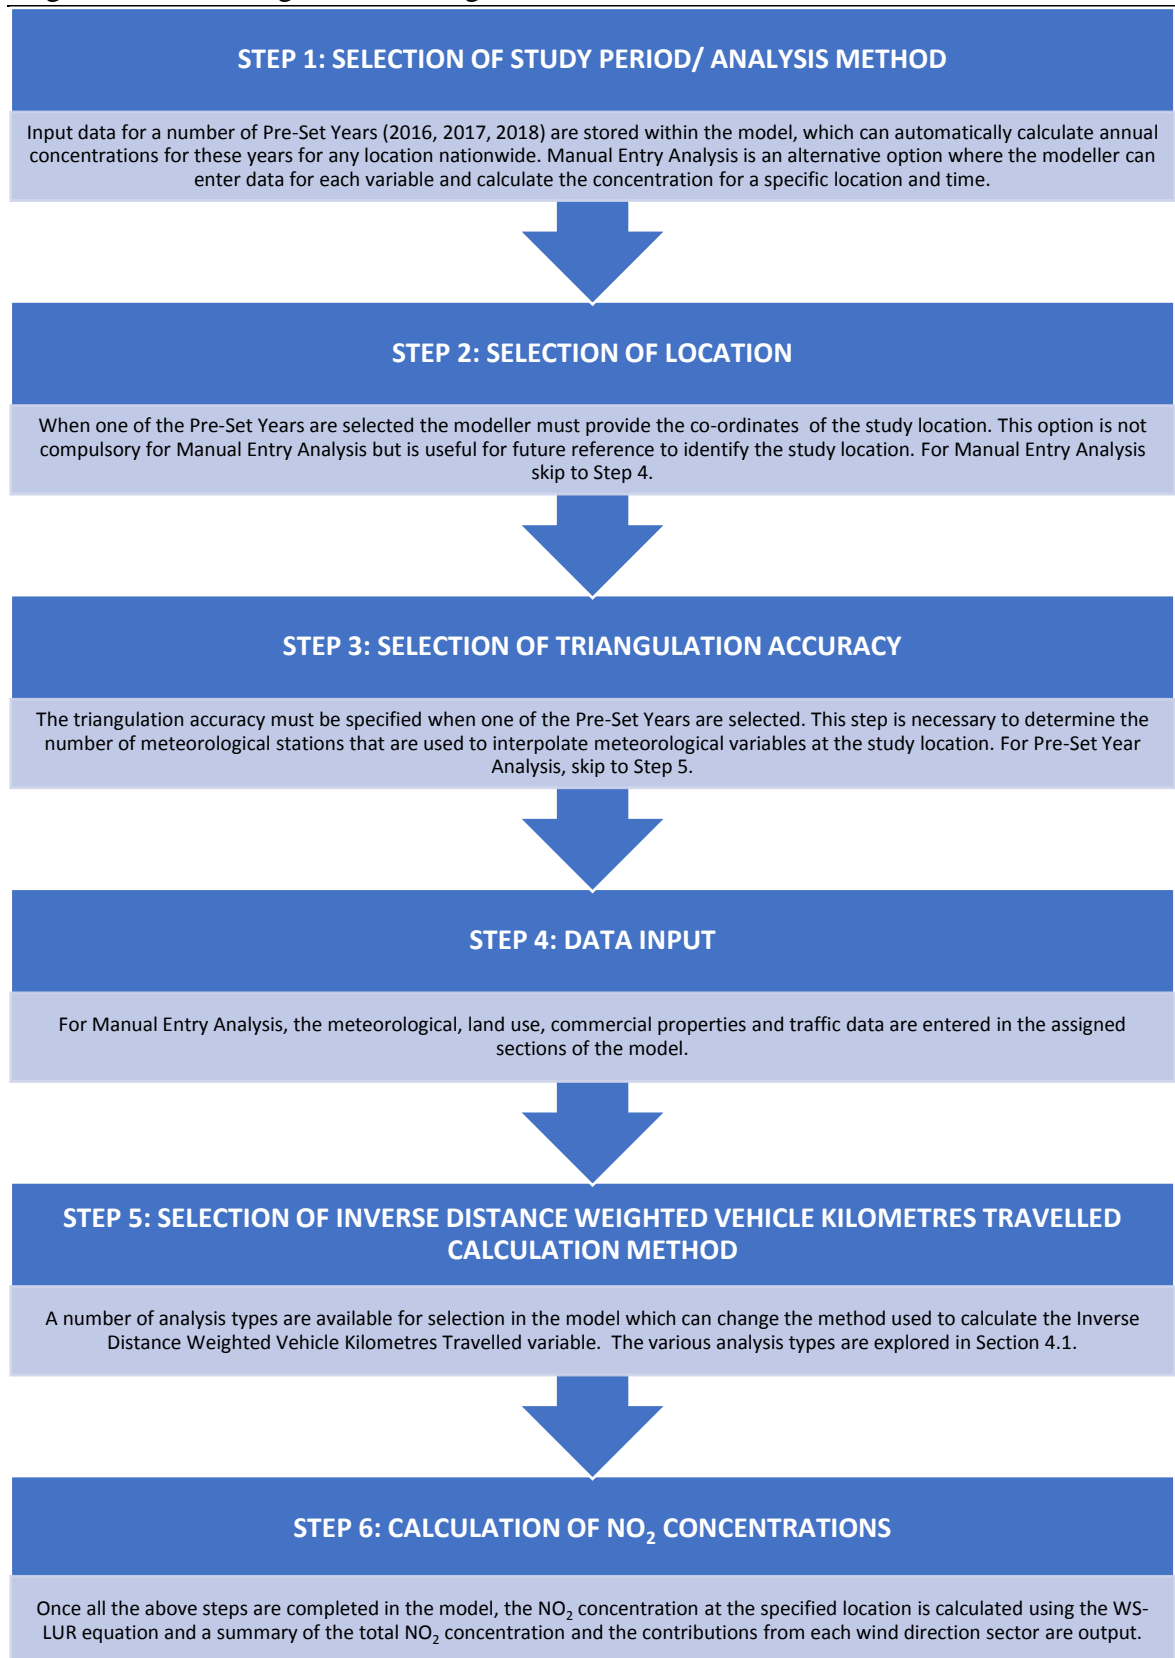 STEP 1: SELECTION OF STUDY PERIOD/ ANALYSIS METHOD
Input data for a number of Pre-Set Years (2016, 2017, 2018) are stored within the model, which can automatically calculate annual
concentrations for these years for any location nationwide. Manual Entry Analysis is an alternative option where the modeller can
enter data for each variable and calculate the concentration for a specific location and time.
STEP 2: SELECTION OF LOCATION
When one of the Pre-Set Years are selected the modeller must provide the co-ordinates of the study location. This option is not
compulsory for Manual Entry Analysis but is useful for future reference to identify the study location. For Manual Entry Analysis
skip to Step 4.
STEP 3: SELECTION OF TRIANGULATION ACCURACY
The triangulation accuracy must be specified when one of the Pre-Set Years are selected. This step is necessary to determine the
number of meteorological stations that are used to interpolate meteorological variables at the study location. For Pre-Set Year
Analysis, skip to Step 5.
STEP 4: DATA INPUT
For Manual Entry Analysis, the meteorological, land use, commercial properties and traffic data are entered in the assigned
sections of the model.
STEP 5: SELECTION OF INVERSE DISTANCE WEIGHTED VEHICLE KILOMETRES TRAVELLED
CALCULATION METHOD
A number of analysis types are available for selection in the model which can change the method used to calculate the Inverse
Distance Weighted Vehicle Kilometres Travelled variable. The various analysis types are explored in Section 4.1.
STEP 6: CALCULATION OF NO₂ CONCENTRATIONS
Once all the above steps are completed in the model, the NO₂ concentration at the specified location is calculated using the WS-
LUR equation and a summary of the total NO₂ concentration and the contributions from each wind direction sector are output.